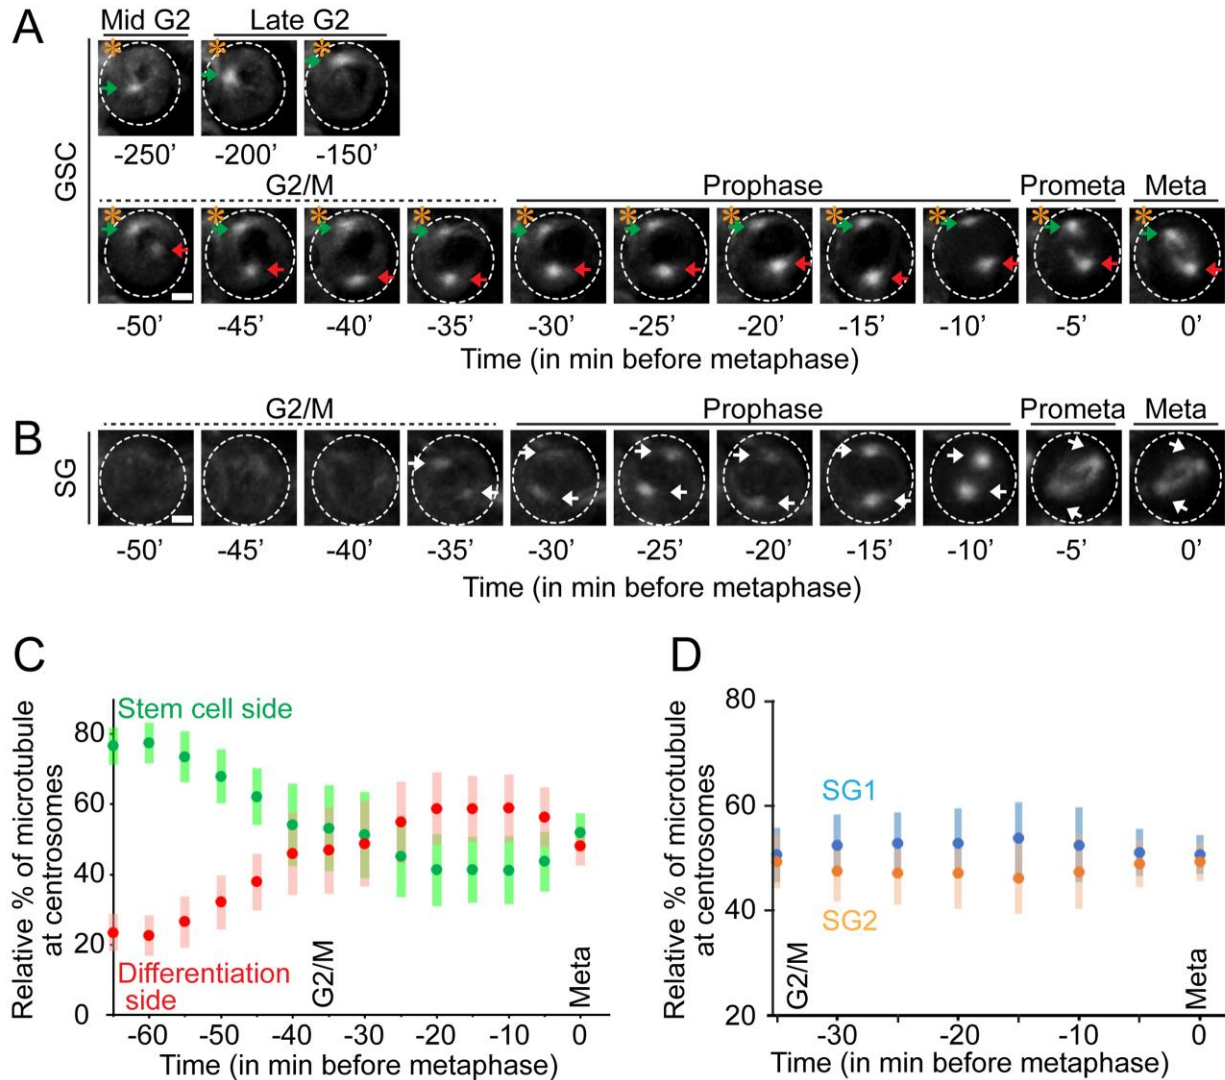 A
Mid G2 Late G2
GSC
-250’ -200’ -150’
G2/M Prophase Prometa Meta
-50’ -45’ -40’ -35’ -30’ -25’ -20’ -15’ -10’ -5’ 0’
Time (in min before metaphase)
B
G2/M Prophase Prometa Meta
SG
-50’ -45’ -40’ -35’ -30’ -25’ -20’ -15’ -10’ -5’ 0’
Time (in min before metaphase)
C
Relative % of microtubule
at centrosomes
80
60
40
20
0
Stem cell side
Differentiation
side
G2/M
Meta
-60 -50 -40 -30 -20 -10 0
Time (in min before metaphase)
D
Relative % of microtubule
at centrosomes
80
60
40
20
SG1
SG2
G2/M
Meta
-30 -20 -10 0
Time (in min before metaphase)